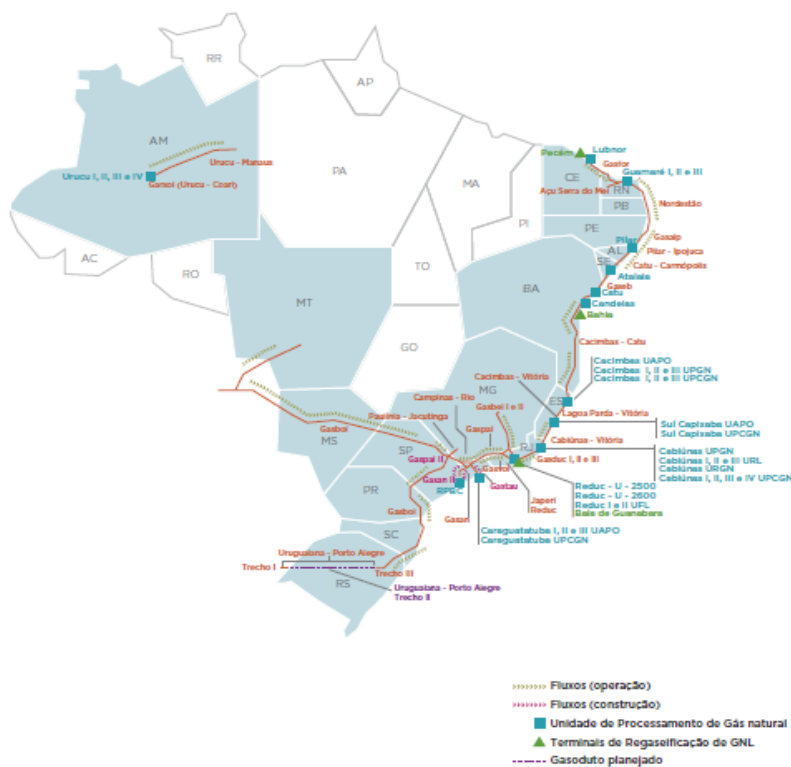 RR
AP
AM
Urucu - Manaus
Urucu I, II, III e IV
Garsol (Urucu - Coari)
PA
MA
Pecém
Lubnor
Gasfor
CE
Guamaré I, II e III
Açu Serra do Mel
RN
PB
Nordestão
PI
PE
Gasalp
Pilar
AL
Pilar - Ipojuca
SE
Catu - Carmópolis
Atalaia
AC
RO
TO
Gaseb
BA
Catu
Candeias
Bahia
MT
GO
Cacimbas - Catu
Cacimbas UAPO
Cacimbas I, II e III UPGN
Cacimbas I, II e III UPCGN
Cacimbas - Vitória
MG
ES
Campinas - Rio
Gasbel I e II
Lagoa Parda - Vitória
Paulínia - Jacutinga
Sul Capixaba UAPO
Sul Capixaba UPCGN
Gasbol
Gaspal
MS
SP
RJ
Cabiúnas - Vitória
Cabiúnas UPGN
Cabiúnas I, II e III URL
Cabiúnas URGN
Cabiúnas I, II, III e IV UPCGN
Gaspal II
Gasduc I, II e III
Gasan II
PR
RPBC
Gastau
Japeri
Reduc
Reduc - U - 2500
Reduc - U - 2600
Reduc I e II UFL
Baía de Guanabara
Gasbol
Gasan
SC
Caraguatatuba I, II e III UAPO
Caraguatatuba UPCGN
Uruguaiana - Porto Alegre
Trecho I
Trecho III
RS
Uruguaiana - Porto Alegre
Trecho II
Fluxos (operação)
Fluxos (construção)
Unidade de Processamento de Gás natural
Terminais de Regaseificação de GNL
Gasoduto planejado